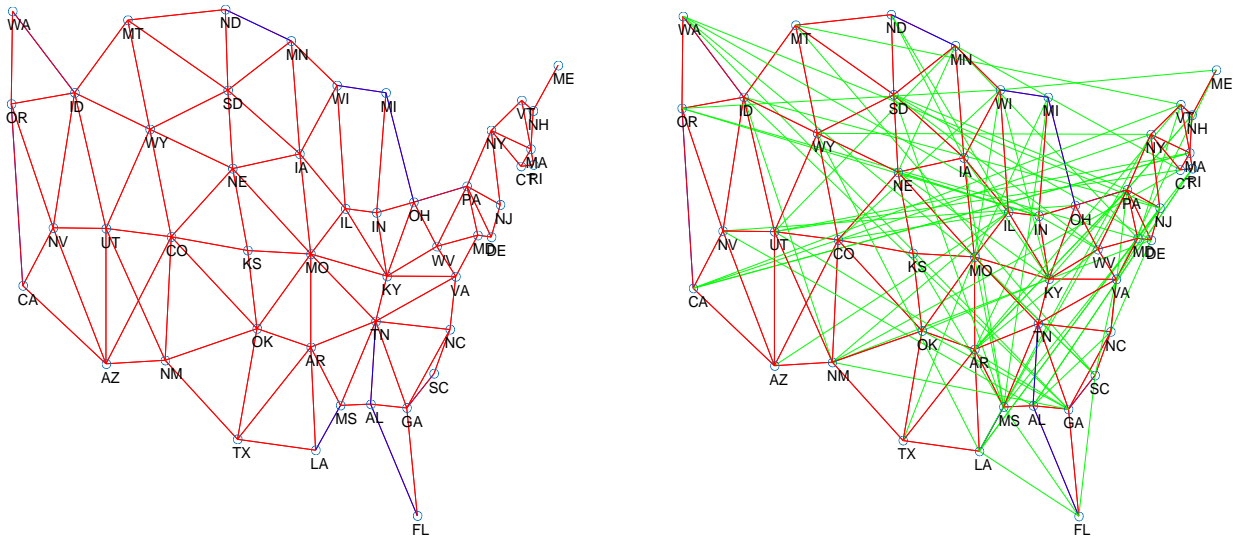 WA
MT
ND
MN
ME
ID
SD
WI
MI
VT
OR
NH
WY
NY
MA
IA
CT
RI
NE
PA
IL
IN
OH
NJ
NV
UT
CO
MD
DE
KS
MO
WV
CA
KY
VA
OK
TN
NC
AR
AZ
NM
SC
MS
AL
GA
TX
LA
FL
WA
MT
ND
MN
ME
ID
SD
WI
MI
VT
OR
NH
WY
NY
MA
IA
CT
RI
NE
PA
IL
IN
OH
NJ
NV
UT
CO
MD
DE
KS
MO
WV
CA
KY
VA
OK
TN
NC
AR
AZ
NM
SC
MS
AL
GA
TX
LA
FL